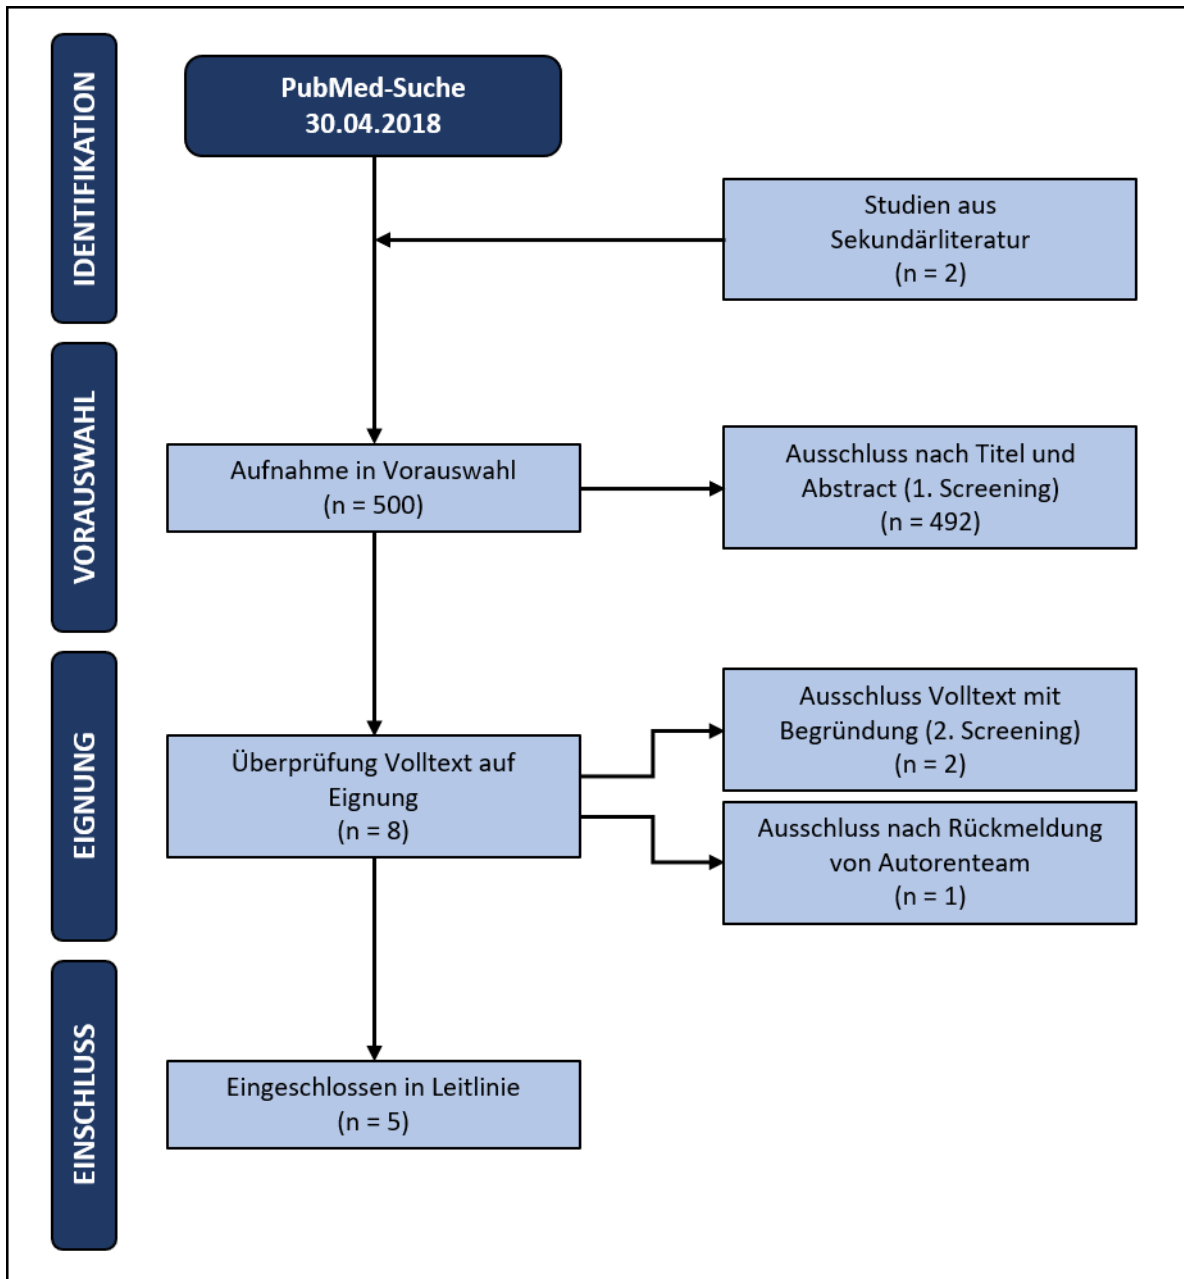 IDENTIFIKATION
PubMed-Suche
30.04.2018
Studien aus
Sekundärliteratur
(n = 2)
VORAUSWAHL
Aufnahme in Vorauswahl
(n = 500)
Ausschluss nach Titel und
Abstract (1. Screening)
(n = 492)
EIGNUNG
Überprüfung Volltext auf
Eignung
(n = 8)
Ausschluss Volltext mit
Begründung (2. Screening)
(n = 2)
Ausschluss nach Rückmeldung
von Autorenteam
(n = 1)
EINSCHLUSS
Eingeschlossen in Leitlinie
(n = 5)